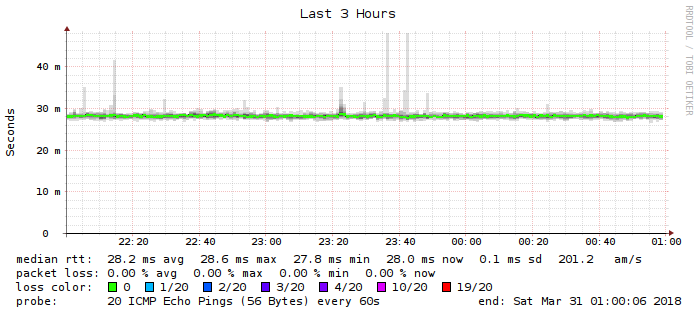 Last 3 Hours
RRDTOOL / TOBI OETIKER
Seconds
40 m
30 m
20 m
10 m
0
22:20 22:40 23:00 23:20 23:40 00:00 00:20 00:40 01:00
median rtt: 28.2 ms avg 28.6 ms max 27.8 ms min 28.0 ms now 0.1 ms sd 201.2 am/s
packet loss: 0.00 % avg 0.00 % max 0.00 % min 0.00 % now
loss color: 0 1/20 2/20 3/20 4/20 10/20 19/20
probe: 20 ICMP Echo Pings (56 Bytes) every 60s end: Sat Mar 31 01:00:06 2018